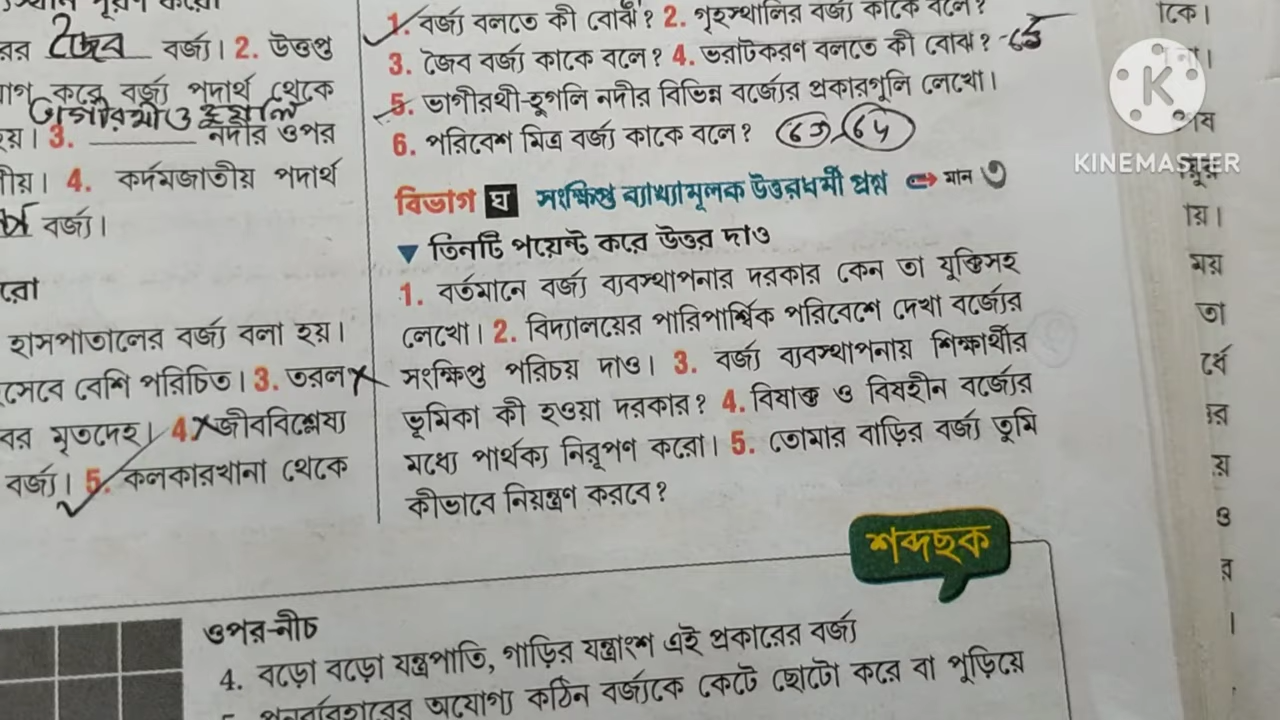 রর জৈব বর্জ্য। 2. উত্তপ্ত
করে বর্জ্য পদার্থ থেকে
ভাগীরথী ও হুগলি
হয়। 3. ________ নদীর ওপর
4. কর্দমজাতীয় পদার্থ
বর্জ্য।
রো
হাসপাতালের বর্জ্য বলা হয়।
সেবে বেশি পরিচিত। 3. তরল
বর মৃতদেহ। 4. জীববিশ্লেষ্য
বর্জ্য। 5. কলকারখানা থেকে
1. বর্জ্য বলতে কী বোঝ? 2. গৃহস্থালির বর্জ্য কাকে বলে?
3. জৈব বর্জ্য কাকে বলে? 4. ভরাটকরণ বলতে কী বোঝ?
5. ভাগীরথী-হুগলি নদীর বিভিন্ন বর্জ্যের প্রকারগুলি লেখো।
6. পরিবেশ মিত্র বর্জ্য কাকে বলে?
বিভাগ ঘ সংক্ষিপ্ত ব্যাখ্যামূলক উত্তরধর্মী প্রশ্ন মান ৩
তিনটি পয়েন্ট করে উত্তর দাও
1. বর্তমানে বর্জ্য ব্যবস্থাপনার দরকার কেন তা যুক্তিসহ
লেখো। 2. বিদ্যালয়ের পারিপার্শ্বিক পরিবেশে দেখা বর্জ্যের
সংক্ষিপ্ত পরিচয় দাও। 3. বর্জ্য ব্যবস্থাপনায় শিক্ষার্থীর
ভূমিকা কী হওয়া দরকার? 4. বিষাক্ত ও বিষহীন বর্জ্যের
মধ্যে পার্থক্য নিরূপণ করো। 5. তোমার বাড়ির বর্জ্য তুমি
কীভাবে নিয়ন্ত্রণ করবে?
শব্দছক
ওপর-নীচ
4. বড়ো বড়ো যন্ত্রপাতি, গাড়ির যন্ত্রাংশ এই প্রকারের বর্জ্য
পুনর্ব্যবহারের অযোগ্য কঠিন বর্জ্যকে কেটে ছোটো করে বা পুড়িয়ে
K
KINEMASTER